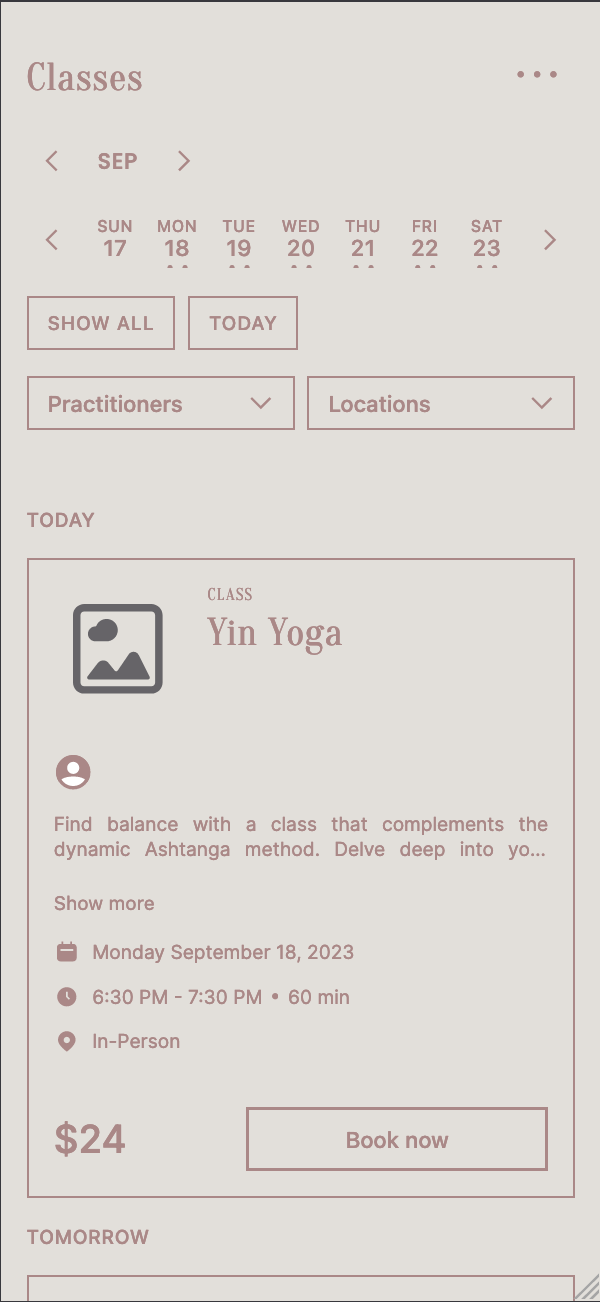 Classes
SEP
SUN MON TUE WED THU FRI SAT
17 18 19 20 21 22 23
SHOW ALL TODAY
Practitioners Locations
TODAY
CLASS
Yin Yoga
Find balance with a class that complements the
dynamic Ashtanga method. Delve deep into yo...
Show more
Monday September 18, 2023
6:30 PM - 7:30 PM • 60 min
In-Person
$24 Book now
TOMORROW